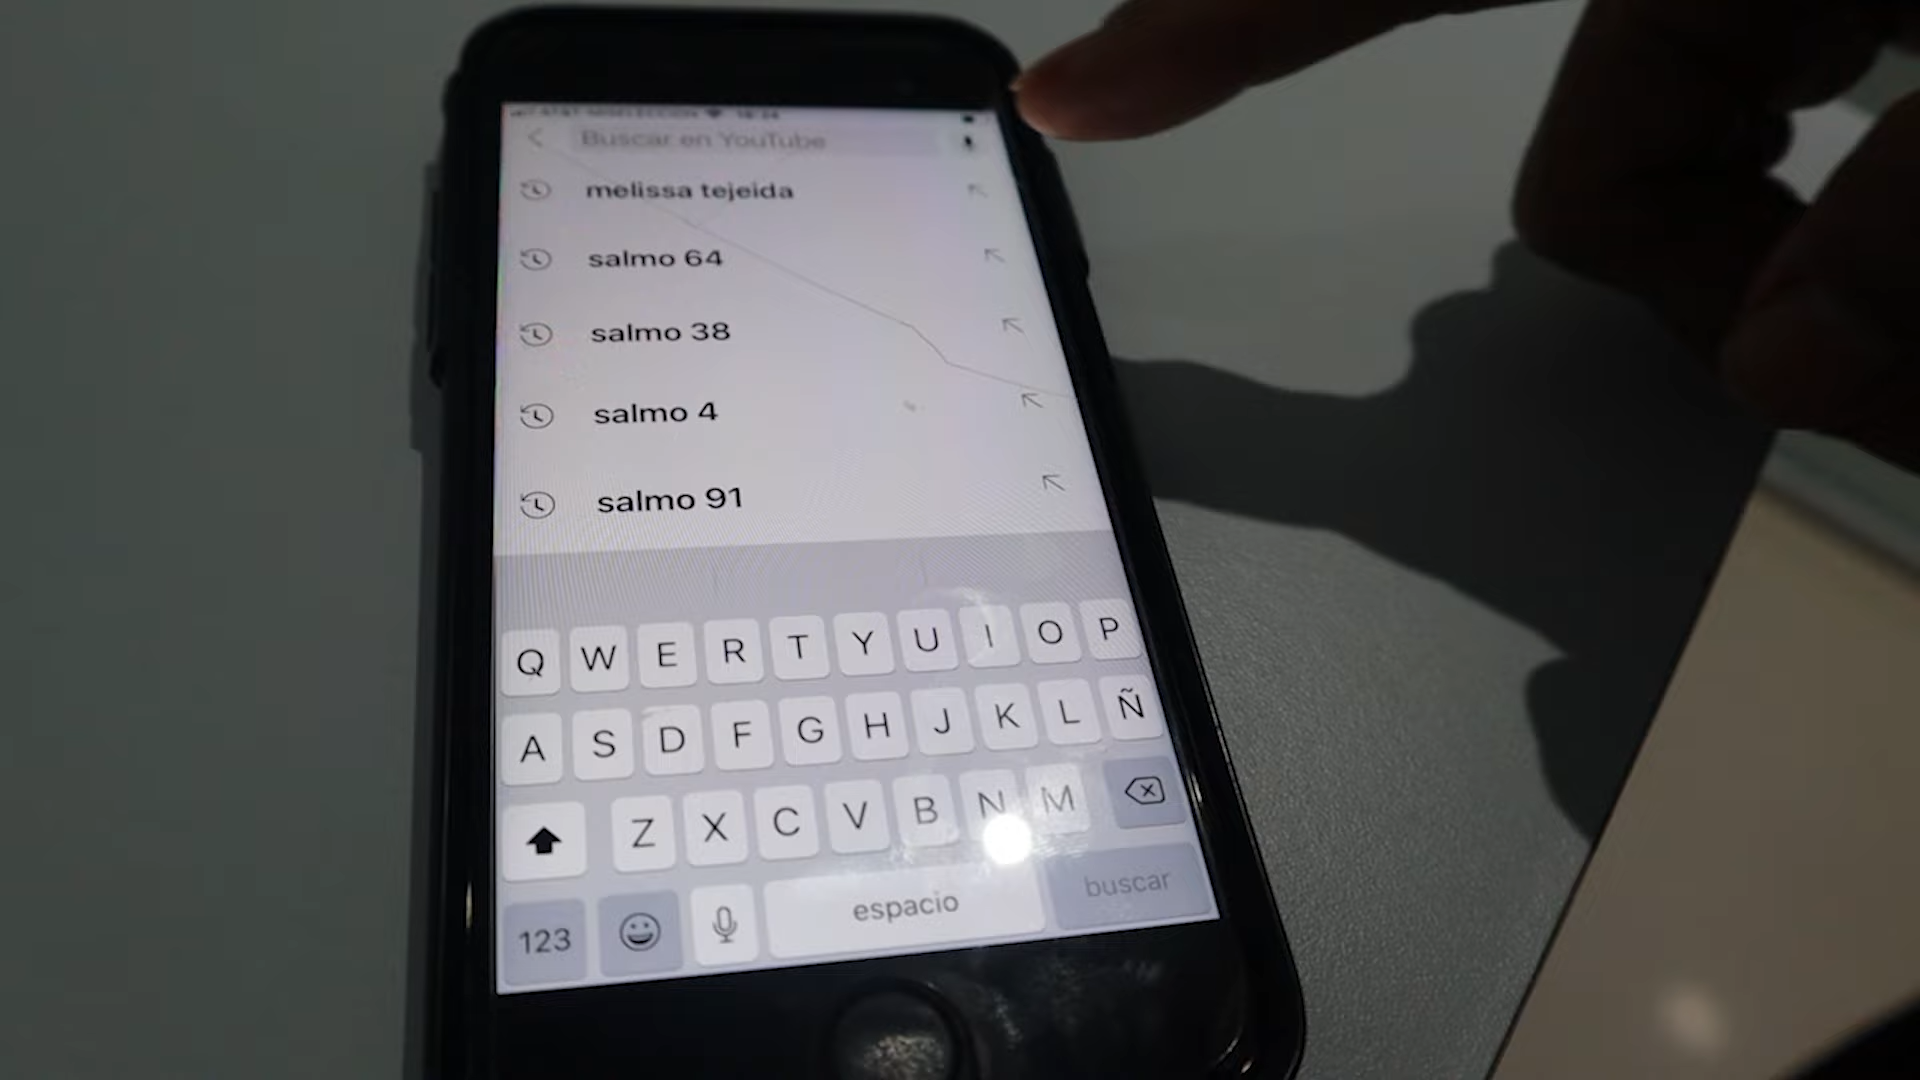 Buscar en YouTube
melissa tejeida
salmo 64
salmo 38
salmo 4
salmo 91
Q W E R T Y U I O P
A S D F G H J K L Ñ
Z X C V B N M
123 espacio buscar